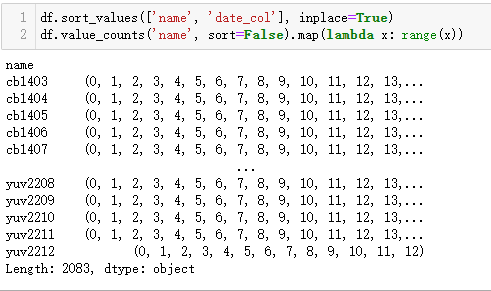 1 df.sort_values(['name', 'date_col'], inplace=True)
2 df.value_counts('name', sort=False).map(lambda x: range(x))
name
cb1403 (0, 1, 2, 3, 4, 5, 6, 7, 8, 9, 10, 11, 12, 13,...
cb1404 (0, 1, 2, 3, 4, 5, 6, 7, 8, 9, 10, 11, 12, 13,...
cb1405 (0, 1, 2, 3, 4, 5, 6, 7, 8, 9, 10, 11, 12, 13,...
cb1406 (0, 1, 2, 3, 4, 5, 6, 7, 8, 9, 10, 11, 12, 13,...
cb1407 (0, 1, 2, 3, 4, 5, 6, 7, 8, 9, 10, 11, 12, 13,...
...
yuv2208 (0, 1, 2, 3, 4, 5, 6, 7, 8, 9, 10, 11, 12, 13,...
yuv2209 (0, 1, 2, 3, 4, 5, 6, 7, 8, 9, 10, 11, 12, 13,...
yuv2210 (0, 1, 2, 3, 4, 5, 6, 7, 8, 9, 10, 11, 12, 13,...
yuv2211 (0, 1, 2, 3, 4, 5, 6, 7, 8, 9, 10, 11, 12, 13,...
yuv2212 (0, 1, 2, 3, 4, 5, 6, 7, 8, 9, 10, 11, 12)
Length: 2083, dtype: object